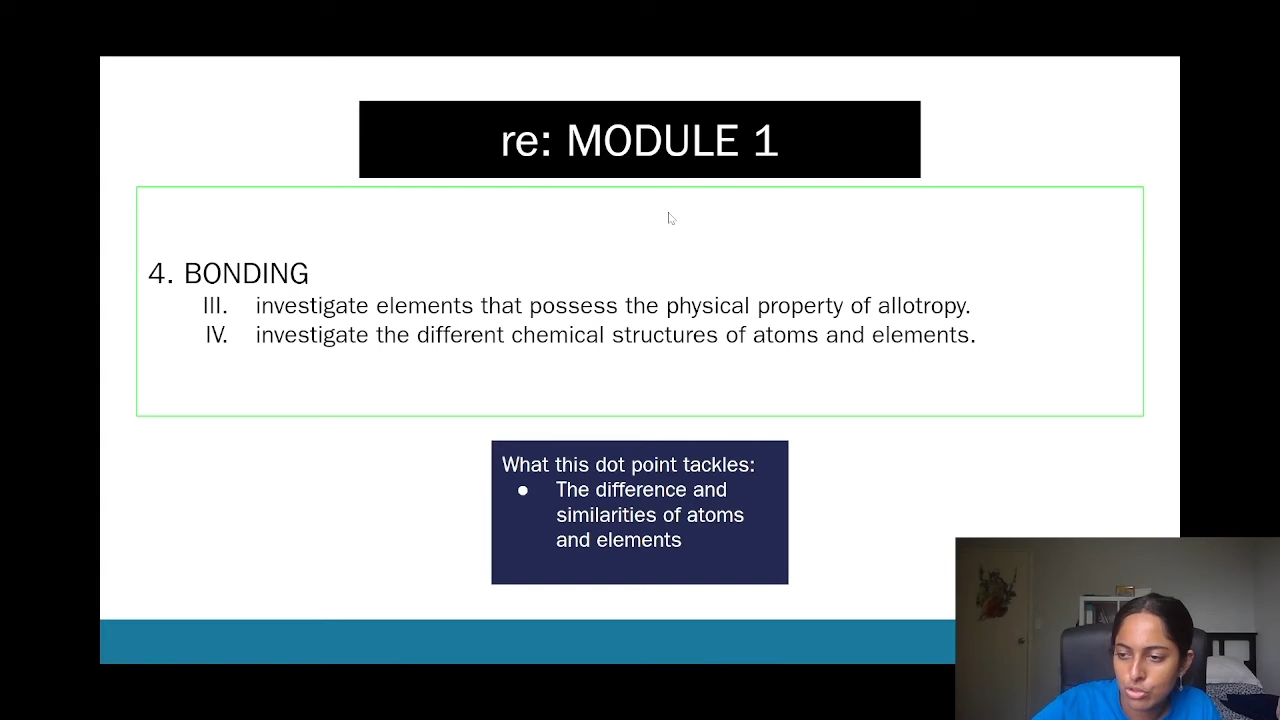 re: MODULE 1
4. BONDING
III. investigate elements that possess the physical property of allotropy.
IV. investigate the different chemical structures of atoms and elements.
What this dot point tackles:
● The difference and
similarities of atoms
and elements